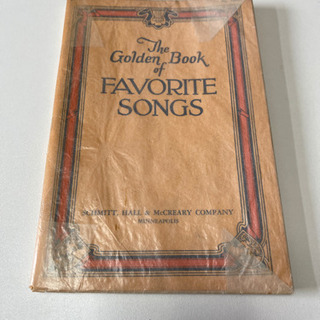 The
Golden Book
of
FAVORITE
SONGS
SCHMITT, HALL & McCREARY COMPANY
MINNEAPOLIS